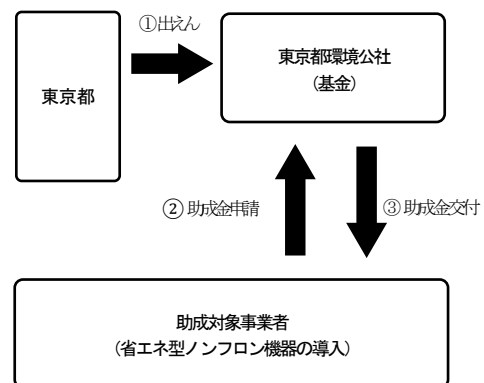 ①出えん
東京都
東京都環境公社
（基金）
② 助成金申請
③ 助成金交付
助成対象事業者
（省エネ型ノンフロン機器の導入）